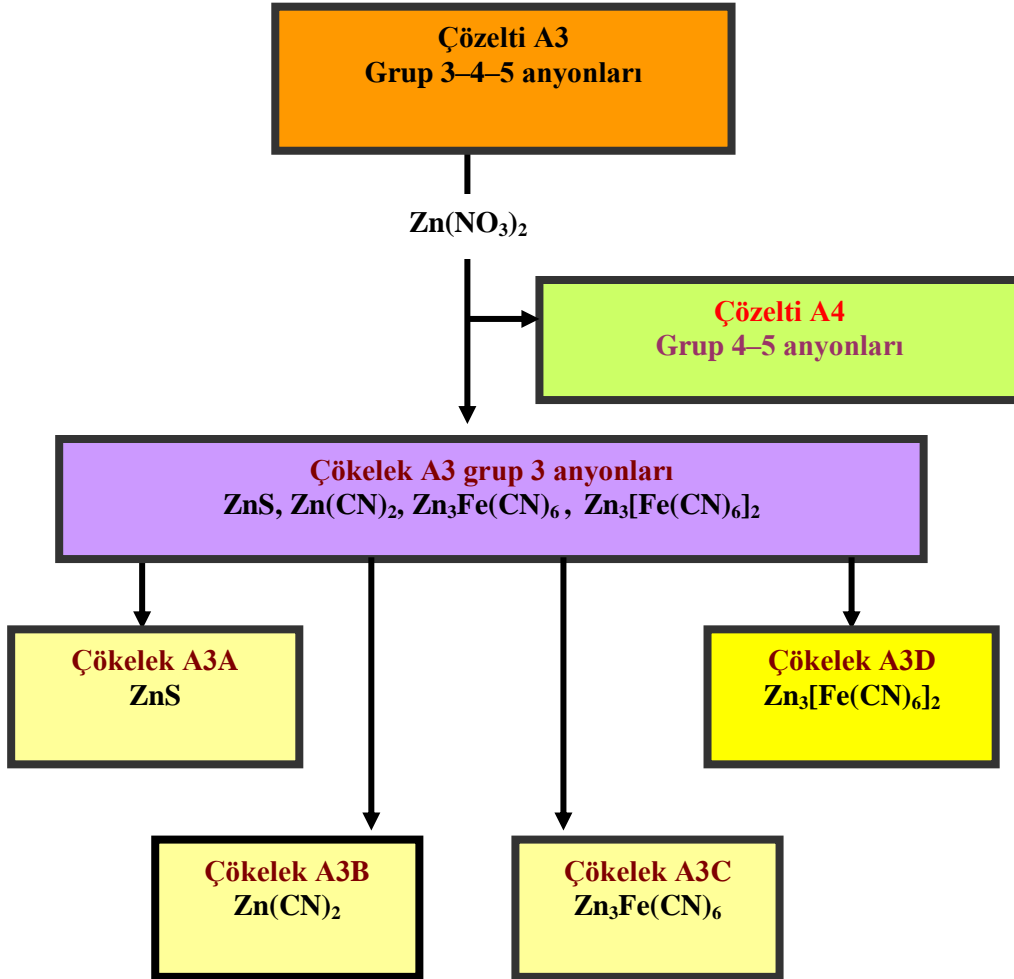 Çözelti A3
Grup 3–4–5 anyonları
Zn(NO₃)₂
Çözelti A4
Grup 4–5 anyonları
Çökelek A3 grup 3 anyonları
ZnS, Zn(CN)₂, Zn₃Fe(CN)₆ , Zn₃[Fe(CN)₆]₂
Çökelek A3A
ZnS
Çökelek A3D
Zn₃[Fe(CN)₆]₂
Çökelek A3B
Zn(CN)₂
Çökelek A3C
Zn₃Fe(CN)₆